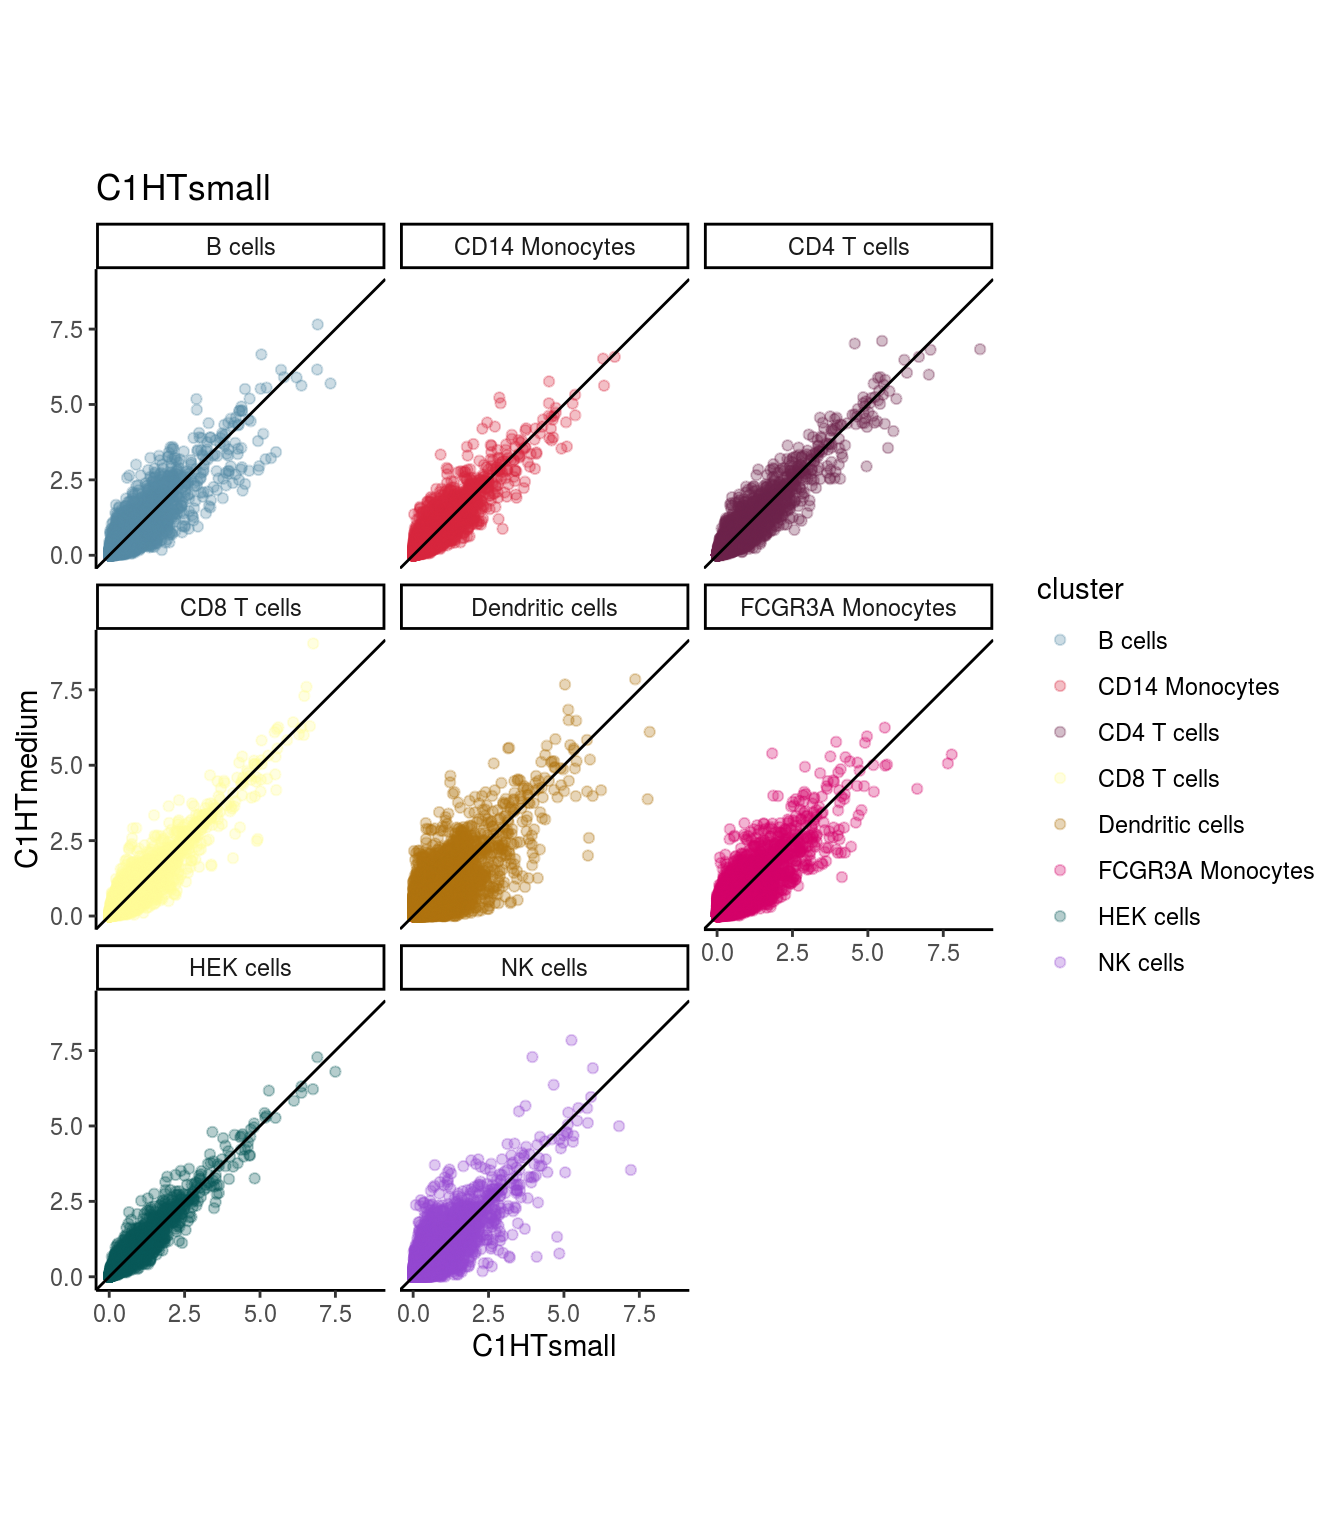 C1HTsmall
B cells
CD14 Monocytes
CD4 T cells
7.5
5.0
2.5
0.0
CD8 T cells
Dendritic cells
FCGR3A Monocytes
7.5
5.0
2.5
0.0
0.0 2.5 5.0 7.5
HEK cells
NK cells
7.5
5.0
2.5
0.0
0.0 2.5 5.0 7.5
0.0 2.5 5.0 7.5
C1HTsmall
C1HTmedium
cluster
B cells
CD14 Monocytes
CD4 T cells
CD8 T cells
Dendritic cells
FCGR3A Monocytes
HEK cells
NK cells